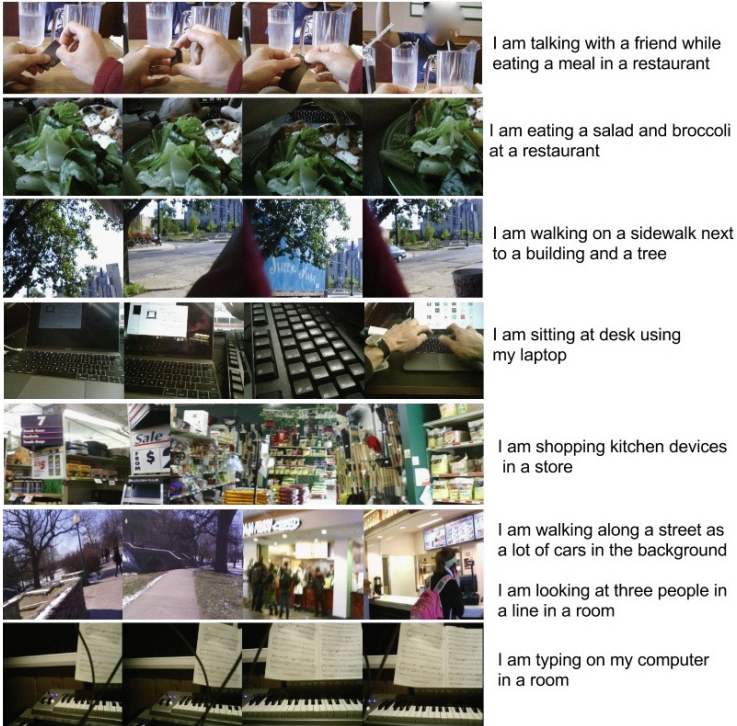 I am talking with a friend while
eating a meal in a restaurant
I am eating a salad and broccoli
at a restaurant
I am walking on a sidewalk next
to a building and a tree
I am sitting at desk using
my laptop
7
Sale
FROM
$
I am shopping kitchen devices
in a store
I am walking along a street as
a lot of cars in the background
I am looking at three people in
a line in a room
I am typing on my computer
in a room